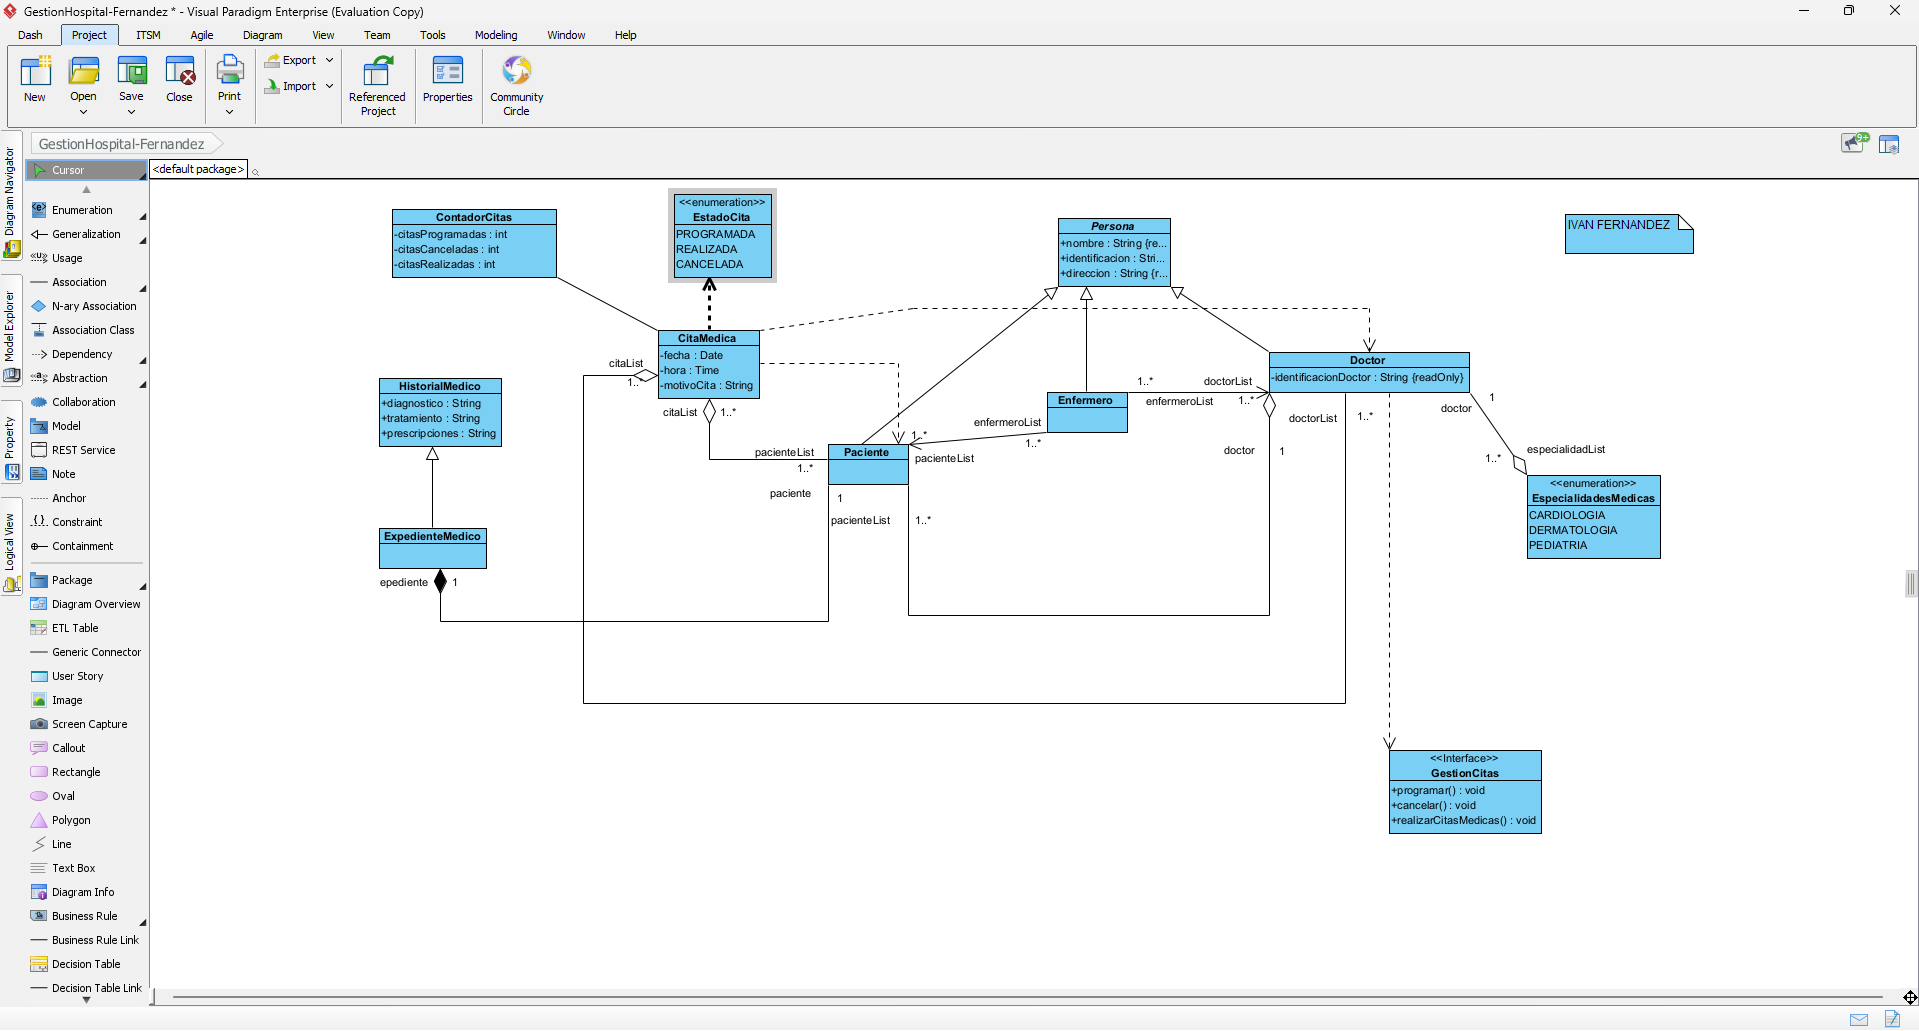 GestionHospital-Fernandez * - Visual Paradigm Enterprise (Evaluation Copy)
Dash Project ITSM Agile Diagram View Team Tools Modeling Window Help
New Open Save Close Print Export Import Referenced Project Properties Community Circle
GestionHospital-Fernandez
9+
Diagram Navigator
Model Explorer
Property
Logical View
Cursor
Enumeration
Generalization
Usage
Association
N-ary Association
Association Class
Dependency
Abstraction
Collaboration
Model
REST Service
Note
Anchor
Constraint
Containment
Package
Diagram Overview
ETL Table
Generic Connector
User Story
Image
Screen Capture
Callout
Rectangle
Oval
Polygon
Line
Text Box
Diagram Info
Business Rule
Business Rule Link
Decision Table
Decision Table Link
<default package>
ContadorCitas
-citasProgramadas : int
-citasCanceladas : int
-citasRealizadas : int
<<enumeration>>
EstadoCita
PROGRAMADA
REALIZADA
CANCELADA
Persona
+nombre : String {re...
+identificacion : Stri...
+direccion : String {r...
IVAN FERNANDEZ
CitaMedica
-fecha : Date
-hora : Time
-motivoCita : String
citaList
1..*
citaList
1..*
HistorialMedico
+diagnostico : String
+tratamiento : String
+prescripciones : String
Doctor
-identificacionDoctor : String {readOnly}
Enfermero
1..*
enfermeroList
doctorList
1..*
enfermeroList
1..*
1..*
pacienteList
Paciente
pacienteList
1..*
paciente
1
pacienteList
1..*
doctorList
1..*
doctor
1
doctor
1
especialidadList
1..*
<<enumeration>>
EspecialidadesMedicas
CARDIOLOGIA
DERMATOLOGIA
PEDIATRIA
ExpedienteMedico
epediente
1
<<Interface>>
GestionCitas
+programar() : void
+cancelar() : void
+realizarCitasMedicas() : void